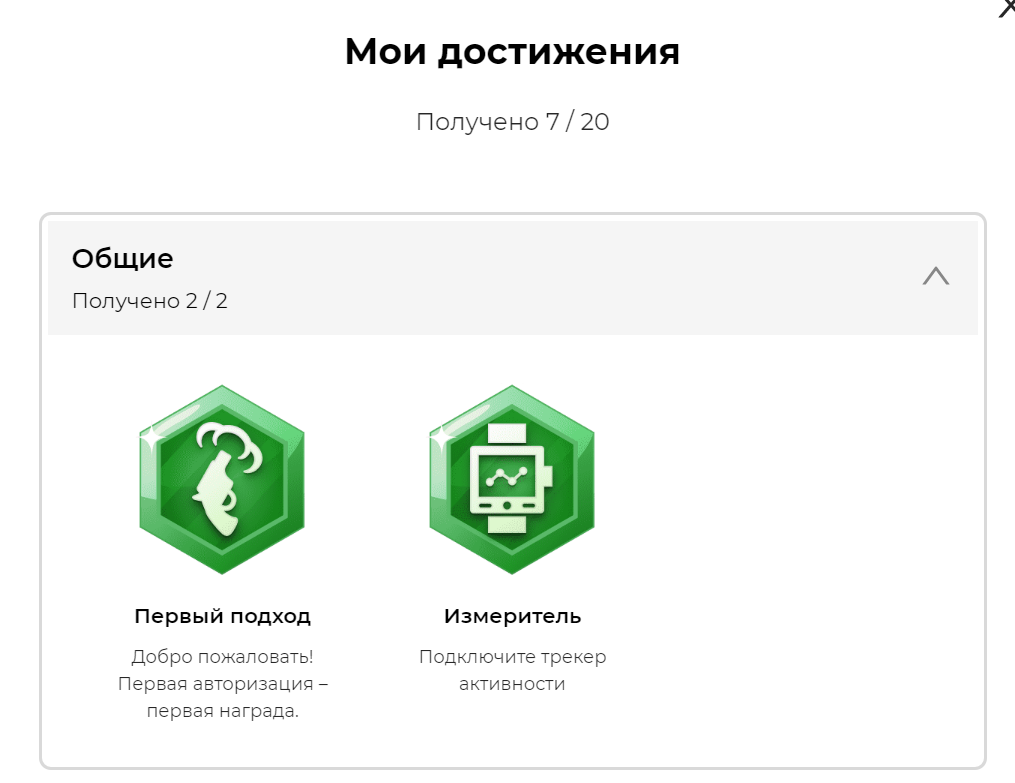 Мои достижения
Получено 7 / 20
Общие
Получено 2 / 2
Первый подход
Добро пожаловать!
Первая авторизация –
первая награда.
Измеритель
Подключите трекер
активности